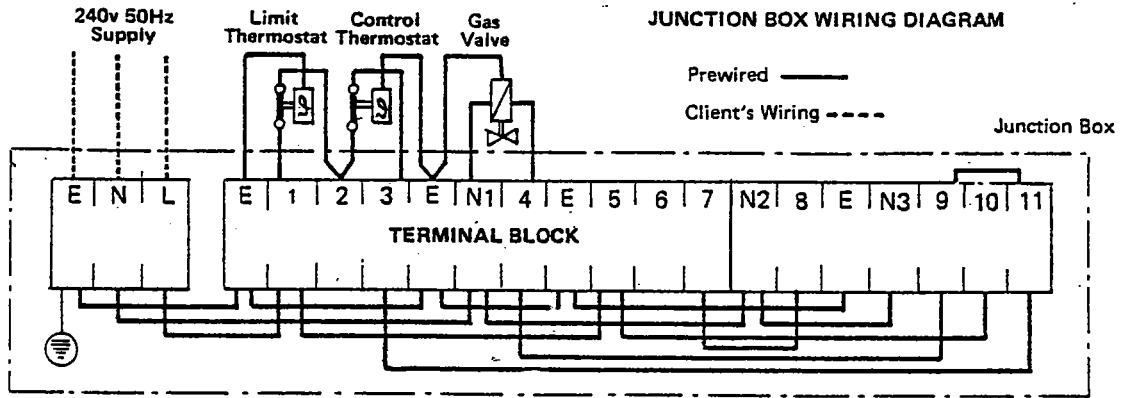 240v 50Hz
Supply
Limit
Thermostat
Control
Thermostat
Gas
Valve
JUNCTION BOX WIRING DIAGRAM
Prewired
Client's Wiring
Junction Box
E N L
E 1 2 3 E N1 4 E 5 6 7 N2 8 E N3 9 10 11
TERMINAL BLOCK